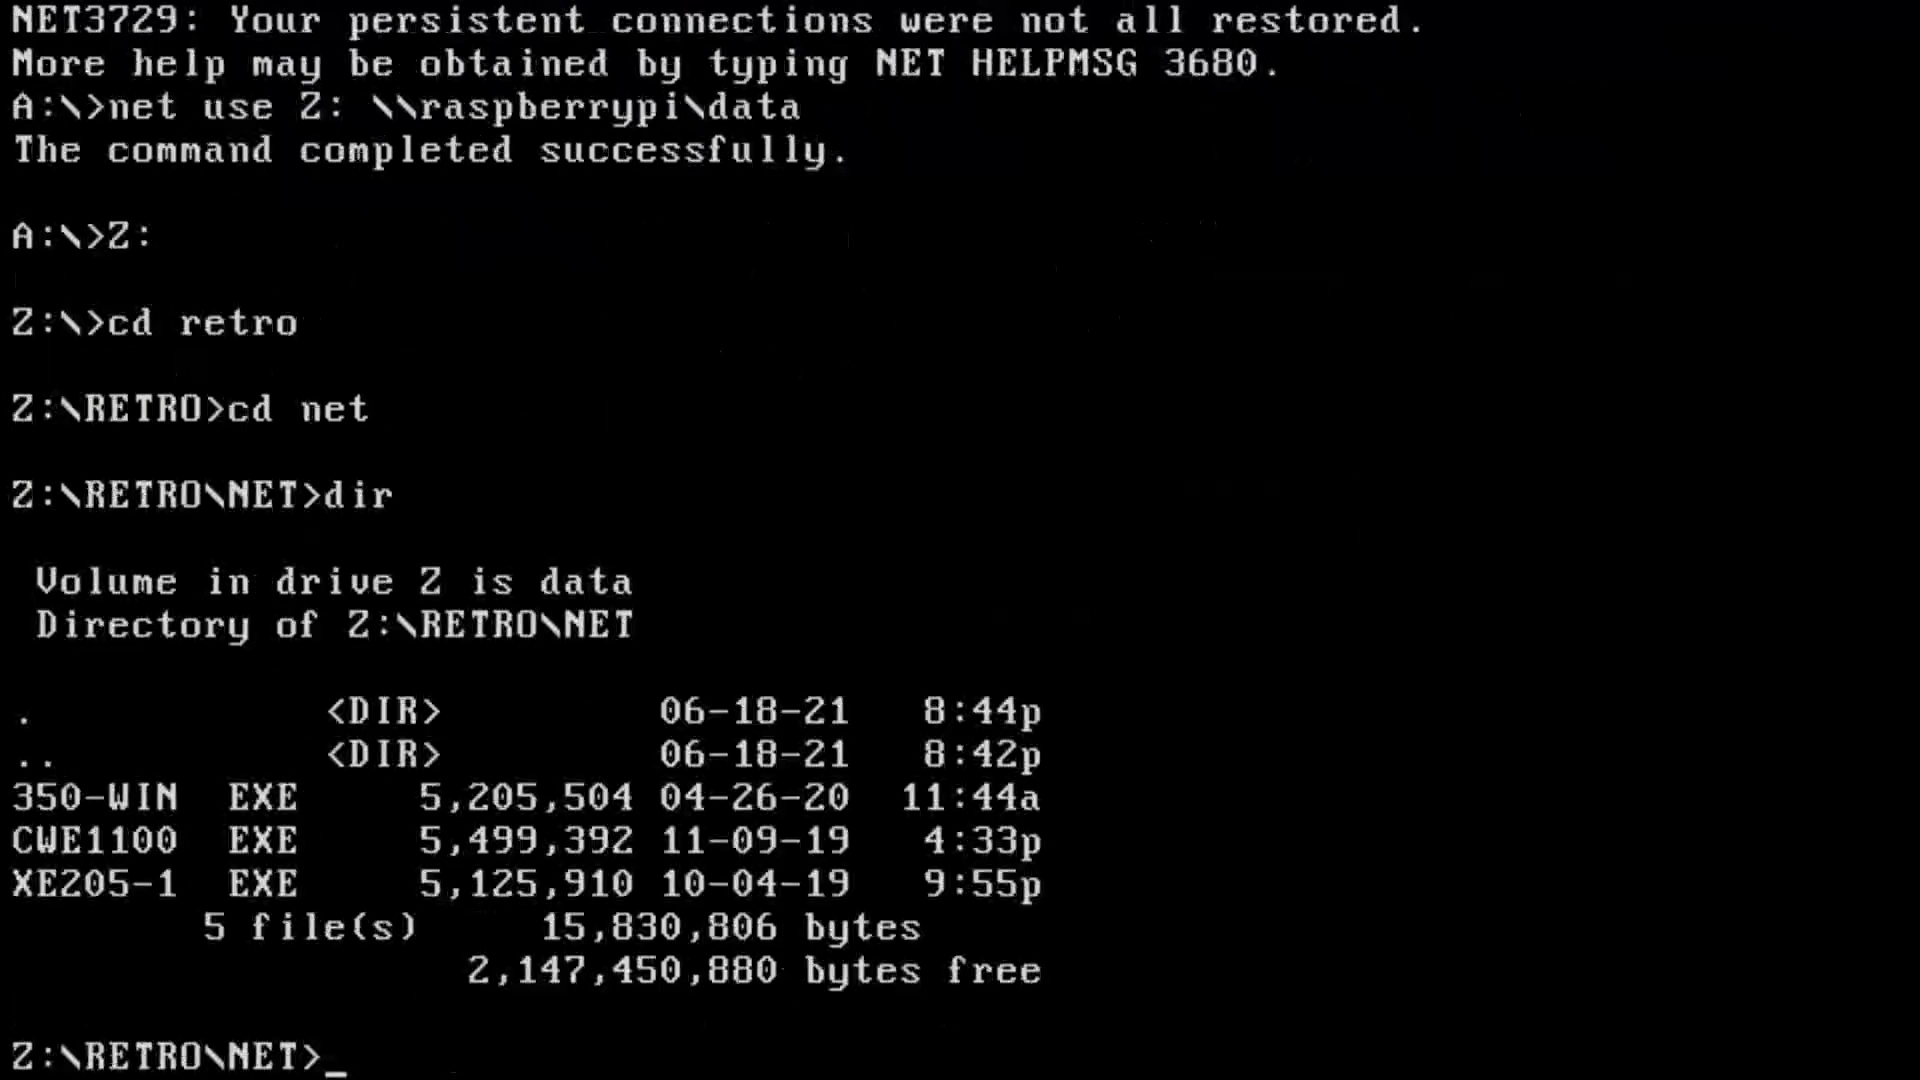 NET3729: Your persistent connections were not all restored.
More help may be obtained by typing NET HELPMSG 3680.
A:\>net use Z: \\raspberrypi\data
The command completed successfully.
A:\>Z:
Z:\>cd retro
Z:\RETRO>cd net
Z:\RETRO\NET>dir
Volume in drive Z is data
Directory of Z:\RETRO\NET
. <DIR> 06-18-21 8:44p
.. <DIR> 06-18-21 8:42p
350-WIN EXE 5,205,504 04-26-20 11:44a
CWE1100 EXE 5,499,392 11-09-19 4:33p
XE205-1 EXE 5,125,910 10-04-19 9:55p
5 file(s) 15,830,806 bytes
2,147,450,880 bytes free
Z:\RETRO\NET>_